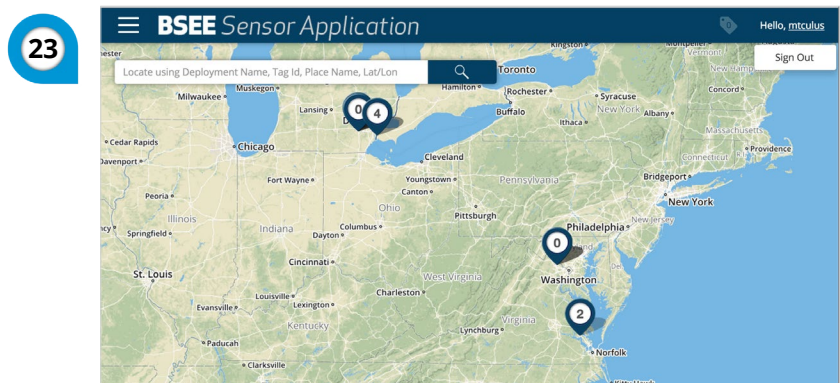 23
BSEE Sensor Application
Hello, mtculus
Sign Out
Locate using Deployment Name, Tag Id, Place Name, Lat/Lon
Kingston
Montpelier
Vermont
New Hamp
Toronto
Muskegon
Hamilton
Rochester
Concord
Milwaukee
Syracuse
New York
Lansing
0
4
Buffalo
Albany
Ithaca
Massachusetts
Cedar Rapids
Chicago
Providence
Connecticut
Davenport
Cleveland
Fort Wayne
Youngstown
Pennsylvania
Bridgeport
Canton
Peoria
New York
Ohio
Illinois
Pittsburgh
New Jersey
Springfield
Indiana
Columbus
Philadelphia
Dayton
0
Cincinnati
St. Louis
West Virginia
Washington
Charleston
Louisville
Evansville
Lexington
2
Kentucky
Virginia
Lynchburg
Paducah
Norfolk
Clarksville